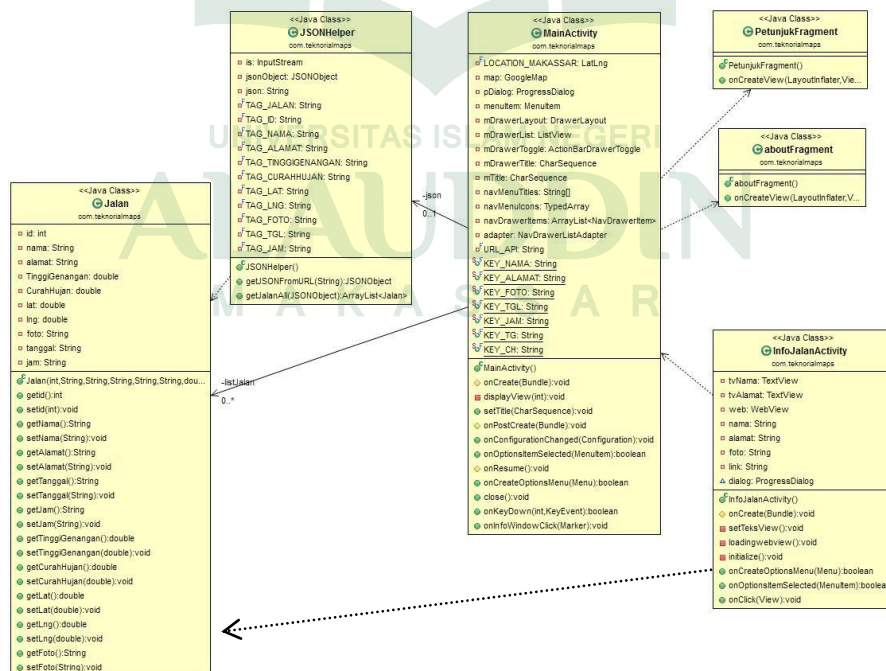 <<Java Class>>
JSONHelper
com.teknorialmaps
is: InputStream
jsonObject: JSONObject
json: String
TAG_JALAN: String
TAG_ID: String
TAG_NAMA: String
TAG_ALAMAT: String
TAG_TINGGIGENANGAN: String
TAG_CURAHHUJAN: String
TAG_LAT: String
TAG_LNG: String
TAG_FOTO: String
TAG_TGL: String
TAG_JAM: String
JSONHelper()
getJSONFromURL(String):JSONObject
getJalanAll(JSONObject):ArrayList<Jalan>
<<Java Class>>
MainActivity
com.teknorialmaps
LOCATION_MAKASSAR: LatLng
map: GoogleMap
pDialog: ProgressDialog
menuItem: MenuItem
mDrawerLayout: DrawerLayout
mDrawerList: ListView
mDrawerToggle: ActionBarDrawerToggle
mDrawerTitle: CharSequence
mTitle: CharSequence
navMenuTitles: String[]
navMenuIcons: TypedArray
navDrawerItems: ArrayList<NavDrawerItem>
adapter: NavDrawerListAdapter
URL_API: String
KEY_NAMA: String
KEY_ALAMAT: String
KEY_FOTO: String
KEY_TGL: String
KEY_JAM: String
KEY_TG: String
KEY_CH: String
MainActivity()
onCreate(Bundle):void
displayView(int):void
setTitle(CharSequence):void
onPostCreate(Bundle):void
onConfigurationChanged(Configuration):void
onOptionsItemSelected(MenuItem):boolean
onResume():void
onCreateOptionsMenu(Menu):boolean
close():void
onKeyDown(int,KeyEvent):boolean
onInfoWindowClick(Marker):void
<<Java Class>>
PetunjukFragment
com.teknorialmaps
PetunjukFragment()
onCreateView(LayoutInflater,Vie...
<<Java Class>>
aboutFragment
com.teknorialmaps
aboutFragment()
onCreateView(LayoutInflater,V...
UNIVERSITAS ISLAM NEGERI
ALAUDDIN
MAKASSAR
-json
0..1
-listJalan
0..*
<<Java Class>>
Jalan
com.teknorialmaps
id: int
nama: String
alamat: String
TinggiGenangan: double
CurahHujan: double
lat: double
lng: double
foto: String
tanggal: String
jam: String
Jalan(int,String,String,String,String,String,dou...
getid():int
setid(int):void
getNama():String
setNama(String):void
getAlamat():String
setAlamat(String):void
getTanggal():String
setTanggal(String):void
getJam():String
setJam(String):void
getTinggiGenangan():double
setTinggiGenangan(double):void
getCurahHujan():double
setCurahHujan(double):void
getLat():double
setLat(double):void
getLng():double
setLng(double):void
getFoto():String
setFoto(String):void
<<Java Class>>
InfoJalanActivity
com.teknorialmaps
tvNama: TextView
tvAlamat: TextView
web: WebView
nama: String
alamat: String
foto: String
link: String
dialog: ProgressDialog
InfoJalanActivity()
onCreate(Bundle):void
setTeksView():void
loadingwebview():void
initialize():void
onCreateOptionsMenu(Menu):boolean
onOptionsItemSelected(MenuItem):boolea
onClick(View):void